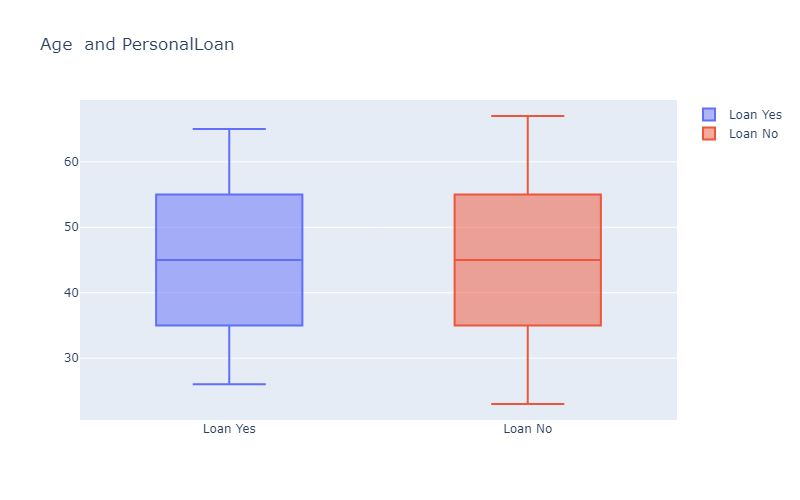 Age  and PersonalLoan
Loan Yes
Loan No
60
50
40
30
Loan Yes
Loan No